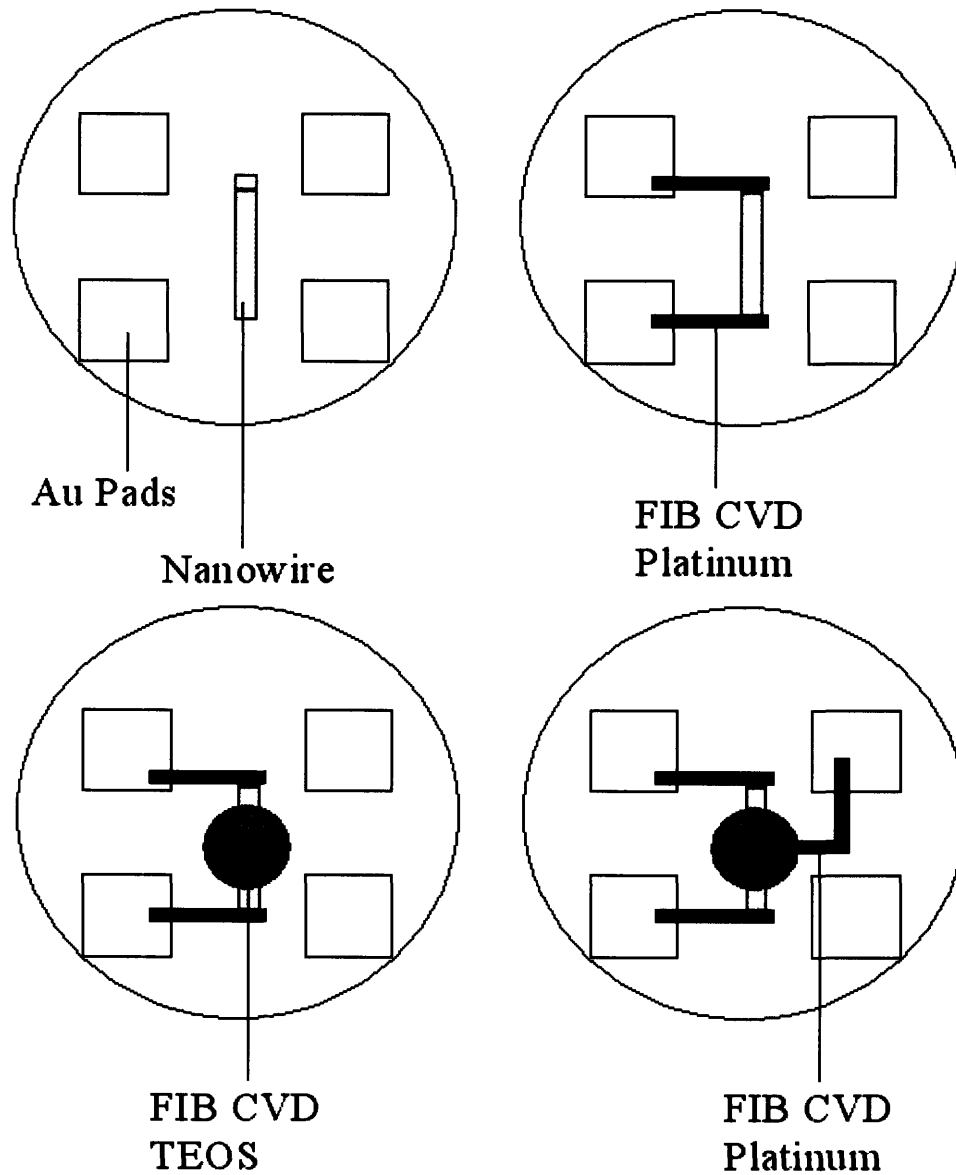 Au Pads
Nanowire
FIB CVD
Platinum
FIB CVD
TEOS
FIB CVD
Platinum